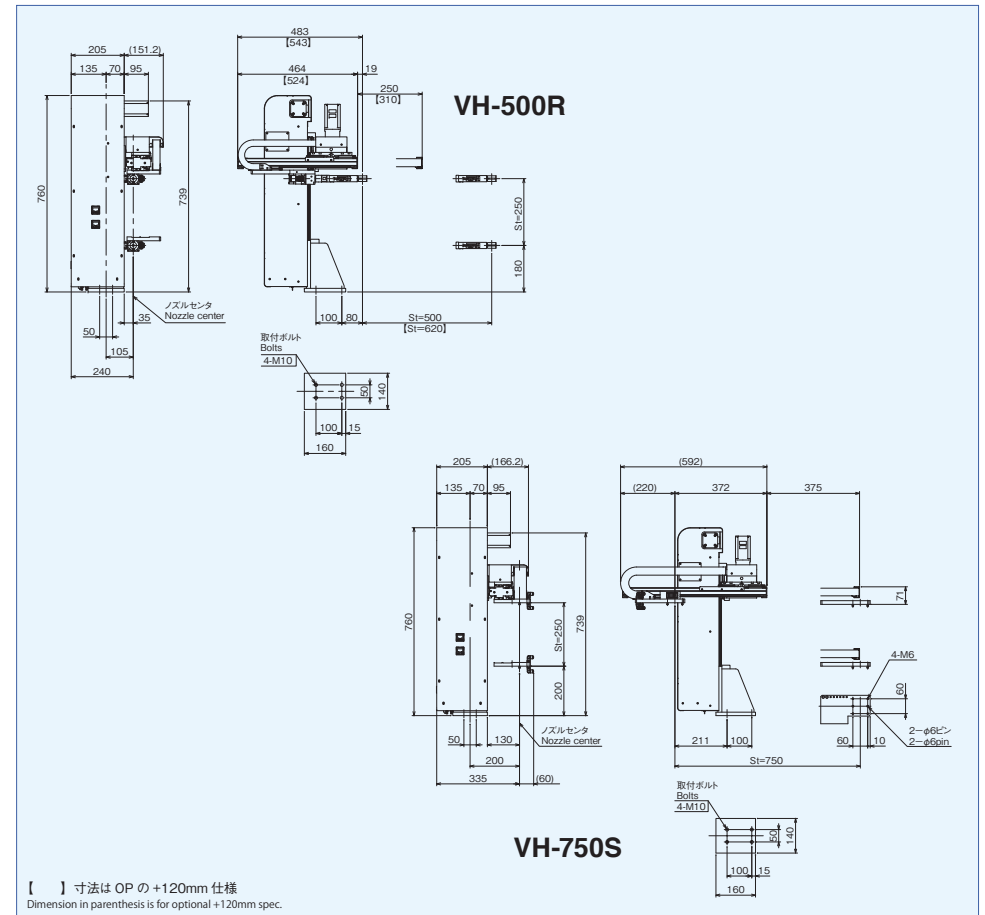 483
【543】
205
(151.2)
135
70
95
464
【524】
19
250
【310】
VH-500R
760
739
St=250
180
ノズルセンタ
Nozzle center
35
50
105
240
100
80
St=500
【St=620】
取付ボルト
Bolts
4-M10
50
140
100
15
160
205
(166.2)
135
70
95
(592)
(220)
372
375
760
739
St=250
200
71
4-M6
60
2−φ6ピン
2−φ6pin
60
10
50
130
ノズルセンタ
Nozzle center
200
335
(60)
211
100
St=750
取付ボルト
Bolts
4-M10
50
140
100
15
160
VH-750S
【　　】寸法は OP の +120mm 仕様
Dimension in parenthesis is for optional +120mm spec.